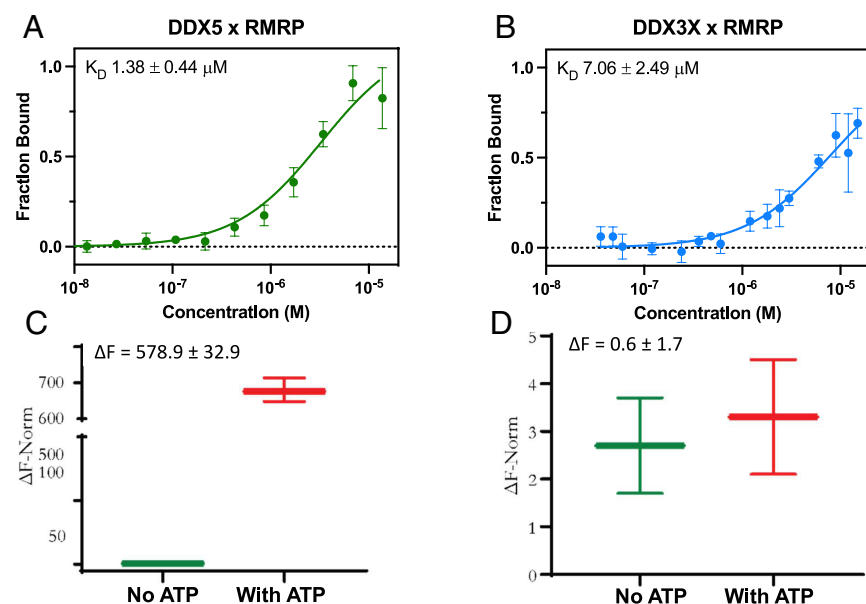 A
DDX5 x RMRP
K_D 1.38 ± 0.44 μM
1.0
0.5
0.0
Fraction Bound
10⁻⁸ 10⁻⁷ 10⁻⁶ 10⁻⁵
Concentration (M)
B
DDX3X x RMRP
K_D 7.06 ± 2.49 μM
1.0
0.5
0.0
Fraction Bound
10⁻⁸ 10⁻⁷ 10⁻⁶ 10⁻⁵
Concentration (M)
C
ΔF = 578.9 ± 32.9
700
600
500
100
50
ΔF-Norm
No ATP With ATP
D
ΔF = 0.6 ± 1.7
5
4
3
2
1
0
ΔF-Norm
No ATP With ATP